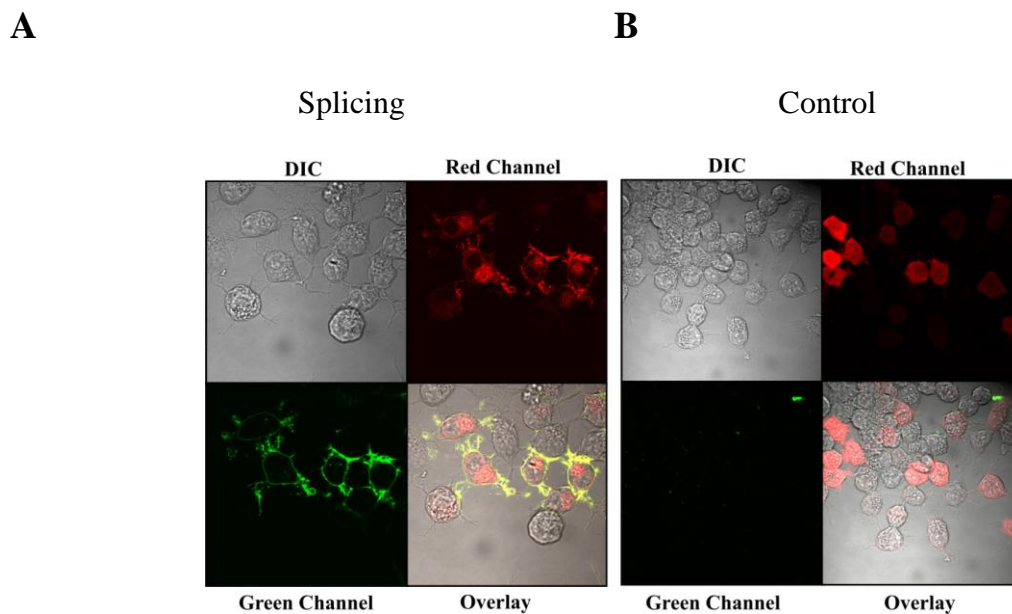 A
B
Splicing
Control
DIC
Red Channel
DIC
Red Channel
Green Channel
Overlay
Green Channel
Overlay